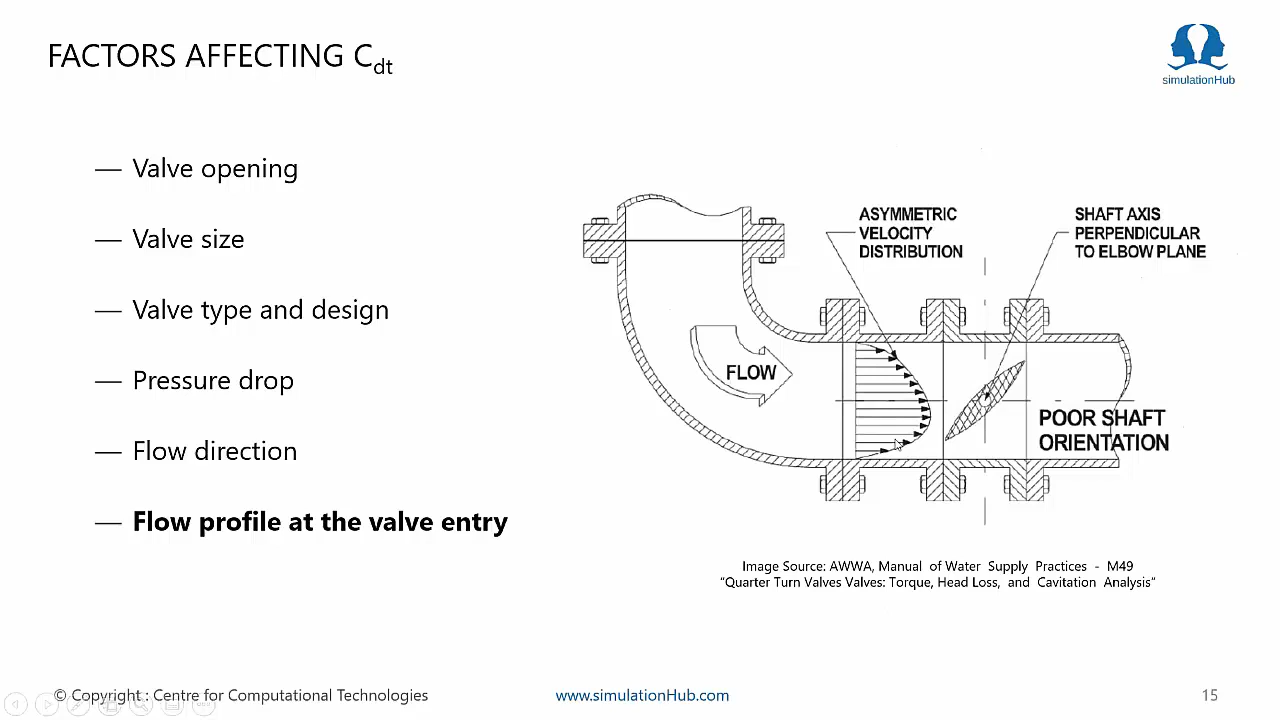 FACTORS AFFECTING Cdt
simulationHub
— Valve opening
— Valve size
— Valve type and design
— Pressure drop
— Flow direction
— Flow profile at the valve entry
ASYMMETRIC
VELOCITY
DISTRIBUTION
SHAFT AXIS
PERPENDICULAR
TO ELBOW PLANE
FLOW
POOR SHAFT
ORIENTATION
Image Source: AWWA, Manual of Water Supply Practices - M49
“Quarter Turn Valves Valves: Torque, Head Loss, and Cavitation Analysis”
© Copyright : Centre for Computational Technologies
www.simulationHub.com
15